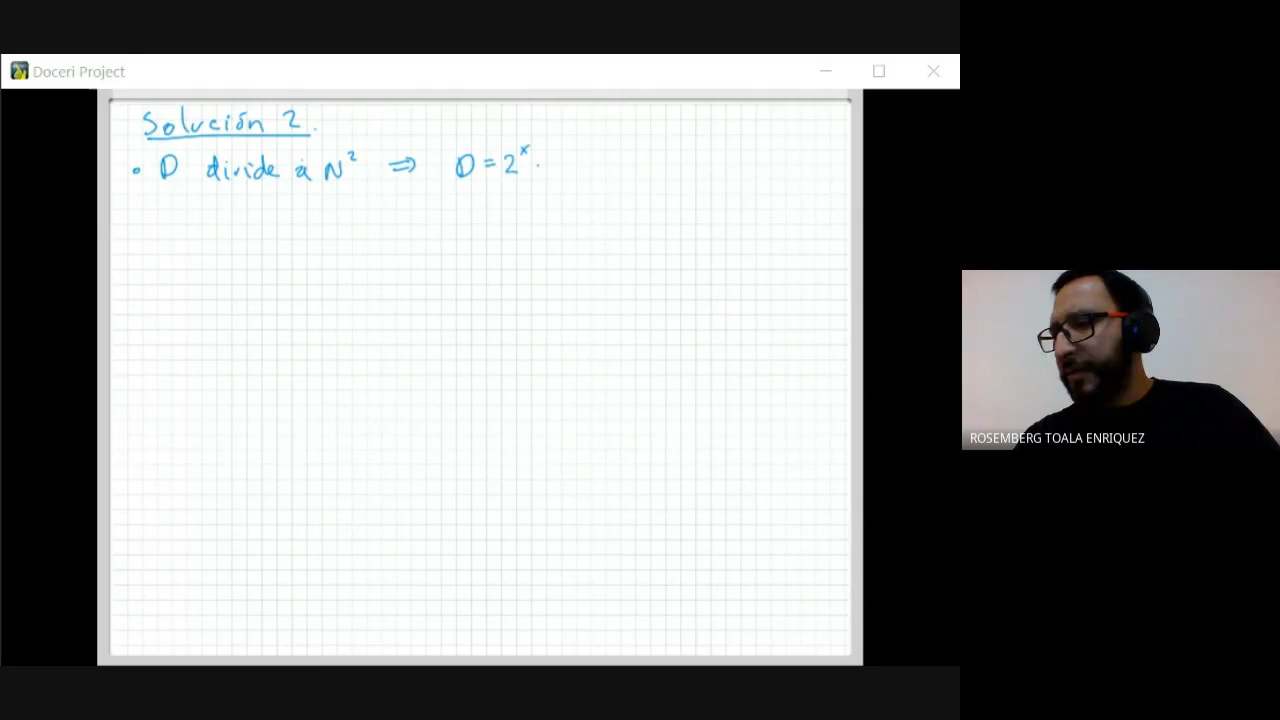 Doceri Project
Solución 2.
• D divide a N² ⇒ D = 2ˣ.
ROSEMBERG TOALA ENRIQUEZ